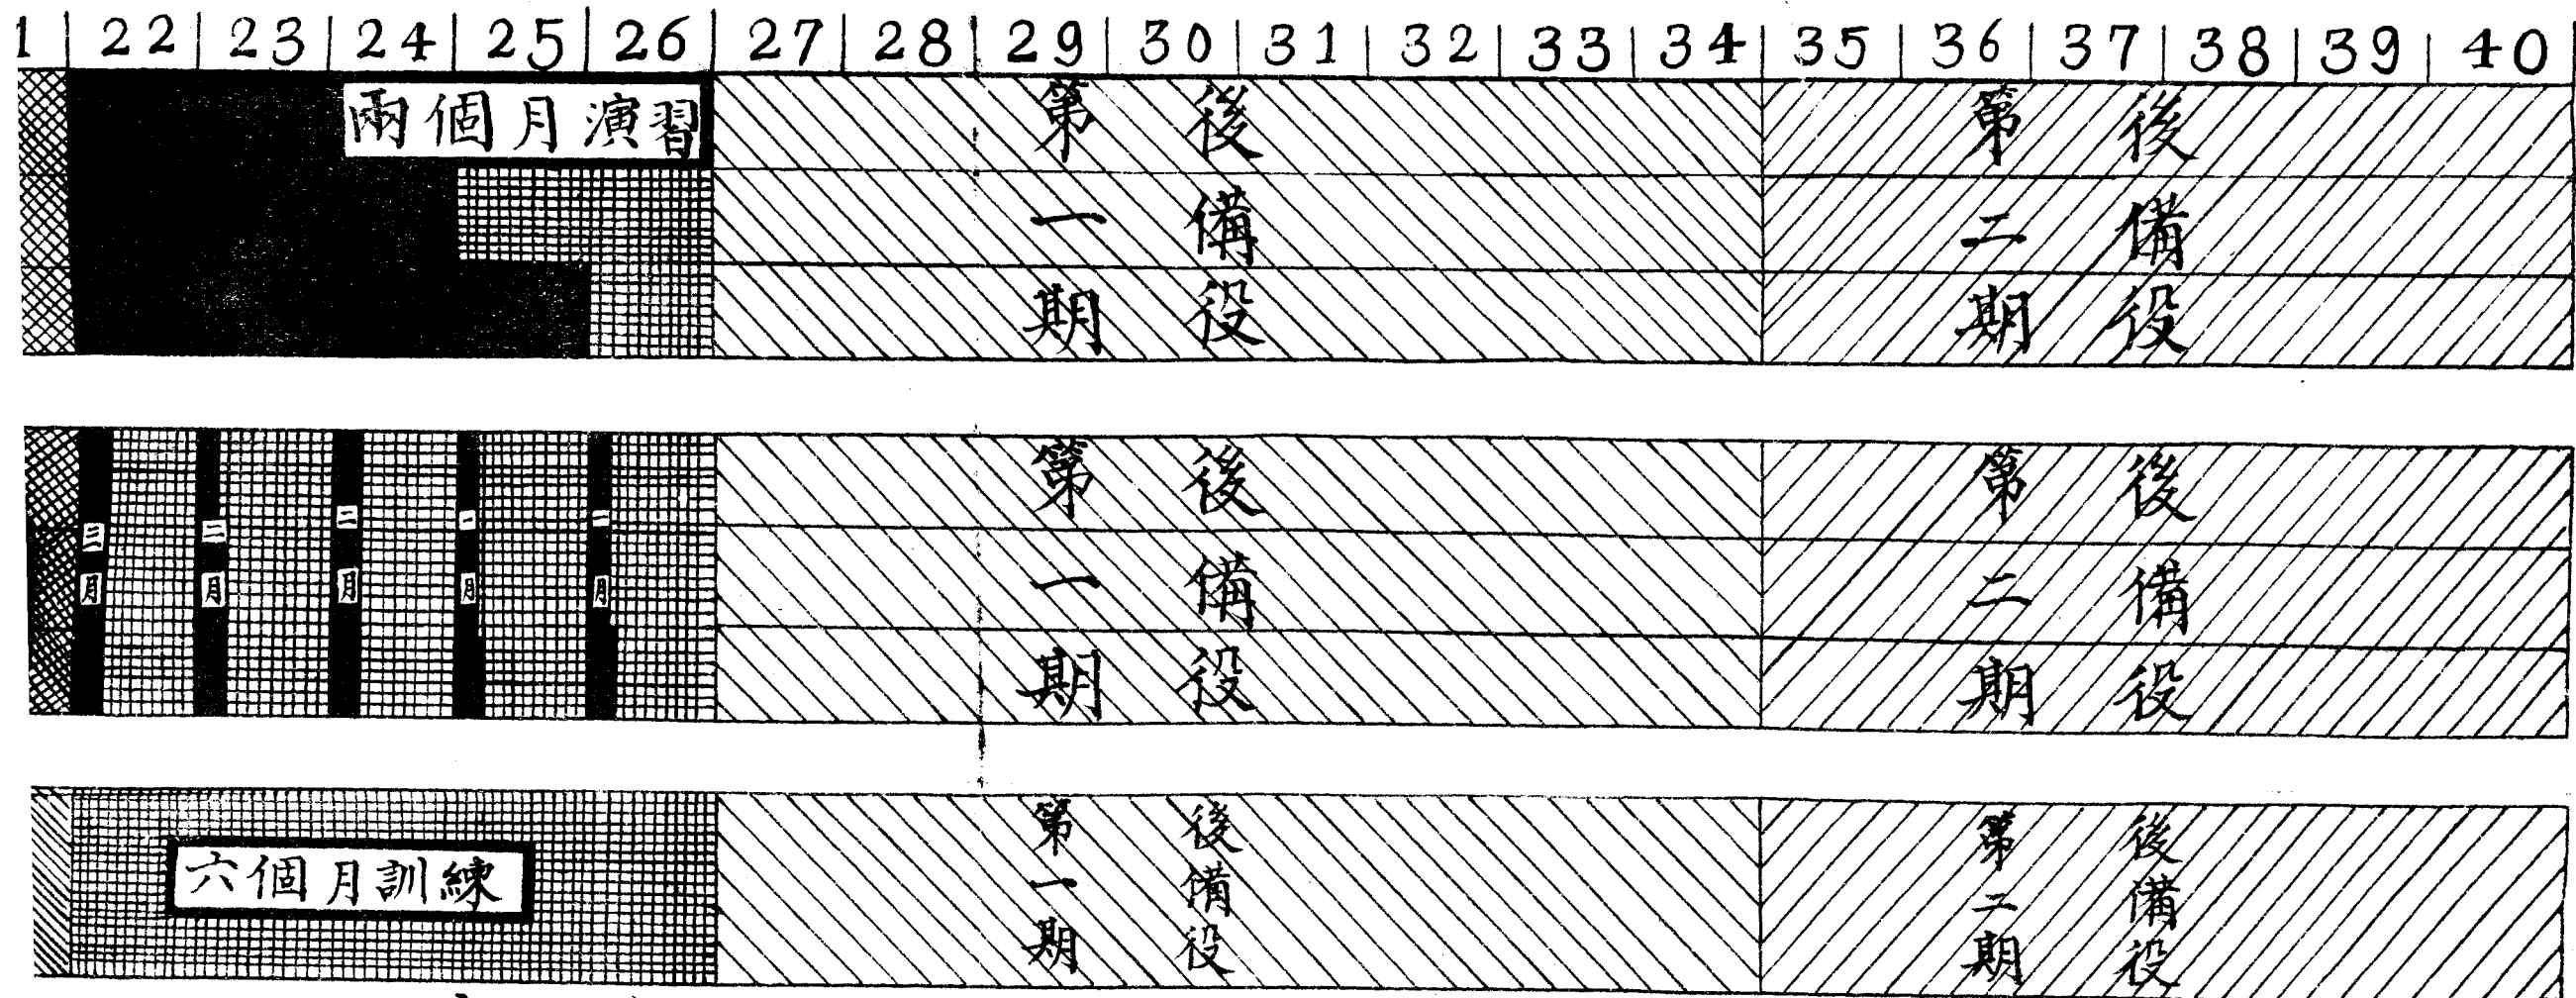 1 22 23 24 25 26 27 28 29 30 31 32 33 34 35 36 37 38 39 40
兩個月演習
後備役
第一期
後備役
第二期
三月
二月
二月
一月
一月
後備役
第一期
後備役
第二期
六個月訓練
後備役
第一期
後備役
第二期